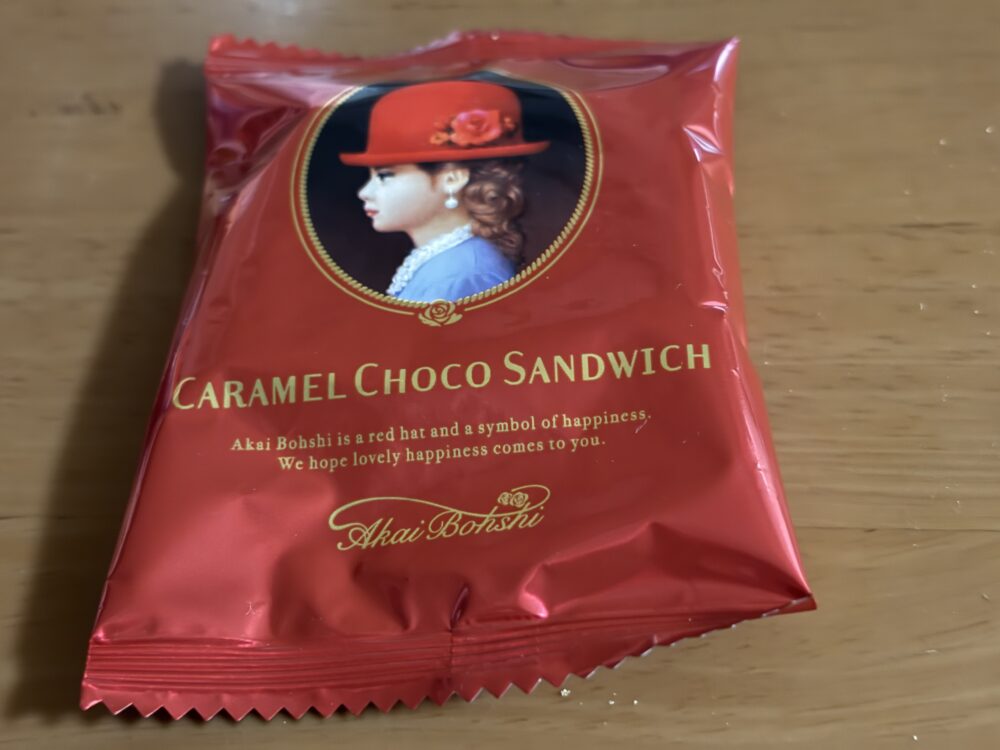 CARAMEL CHOCO SANDWICH
Akai Bohshi is a red hat and a symbol of happiness.
We hope lovely happiness comes to you.
Akai Bohshi